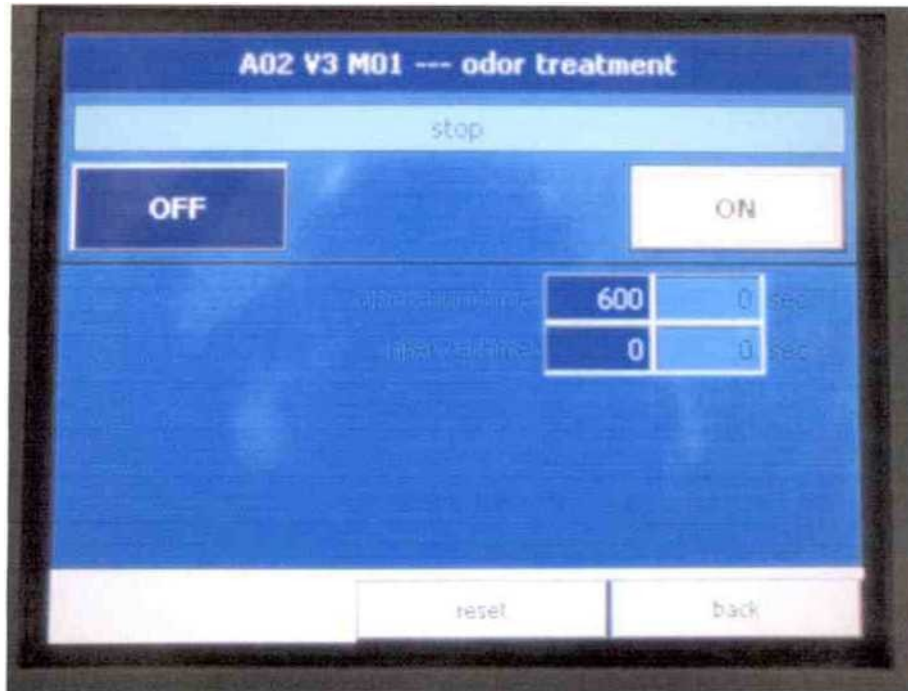 A02 V3 M01 --- odor treatment
stop
OFF ON
600 0 sec
0 0 sec
reset back